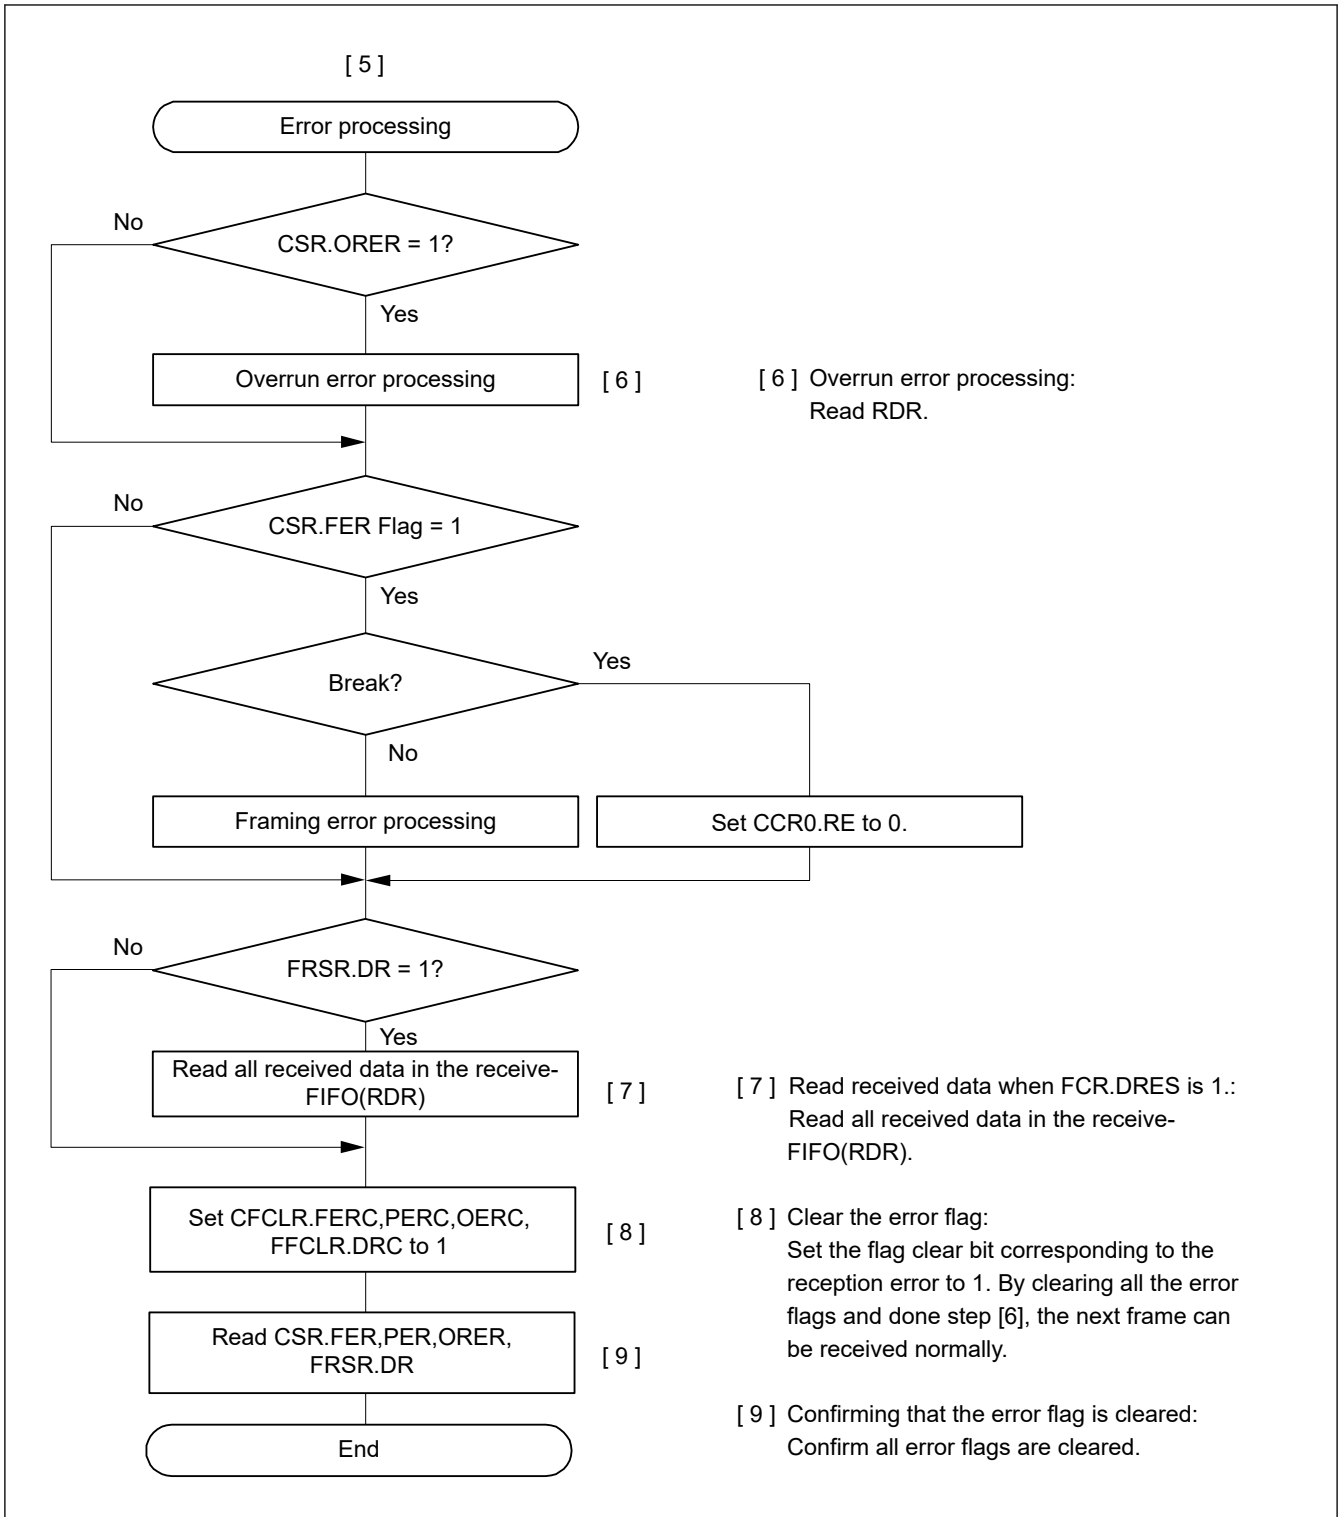 [ 5 ]
Error processing
No
CSR.ORER = 1?
Yes
Overrun error processing
[ 6 ]
[ 6 ] Overrun error processing:
Read RDR.
No
CSR.FER Flag = 1
Yes
Break?
Yes
No
Framing error processing
Set CCR0.RE to 0.
No
FRSR.DR = 1?
Yes
Read all received data in the receive-
FIFO(RDR)
[ 7 ]
[ 7 ] Read received data when FCR.DRES is 1.:
Read all received data in the receive-
FIFO(RDR).
Set CFCLR.FERC,PERC,OERC,
FFCLR.DRC to 1
[ 8 ]
[ 8 ] Clear the error flag:
Set the flag clear bit corresponding to the
reception error to 1. By clearing all the error
flags and done step [6], the next frame can
be received normally.
Read CSR.FER,PER,ORER,
FRSR.DR
[ 9 ]
[ 9 ] Confirming that the error flag is cleared:
Confirm all error flags are cleared.
End